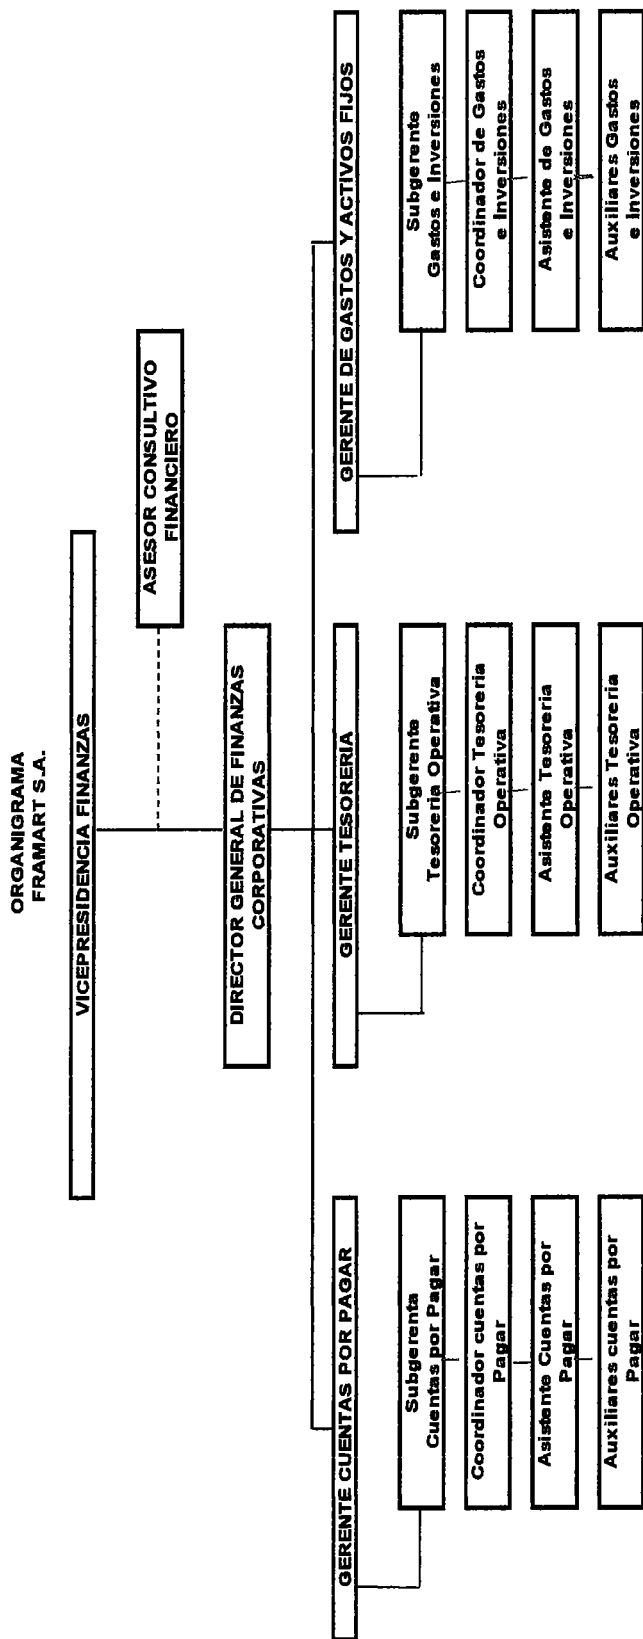 ORGANIGRAMA
FRAMART S.A.
VICEPRESIDENCIA FINANZAS
ASESOR CONSULTIVO
FINANCIERO
DIRECTOR GENERAL DE FINANZAS
CORPORATIVAS
GERENTE CUENTAS POR PAGAR
Subgerenta
Cuentas por Pagar
Coordinador cuentas por
Pagar
Asistente Cuentas por
Pagar
Auxiliares cuentas por
Pagar
GERENTE TESORERIA
Subgerente
Tesoreria Operativa
Coordinador Tesoreria
Operativa
Asistente Tesoreria
Operativa
Auxiliares Tesoreria
Operativa
GERENTE DE GASTOS Y ACTIVOS FIJOS
Subgerente
Gastos e Inversiones
Coordinador de Gastos
e Inversiones
Asistente de Gastos
e Inversiones
Auxiliares Gastos
e Inversiones